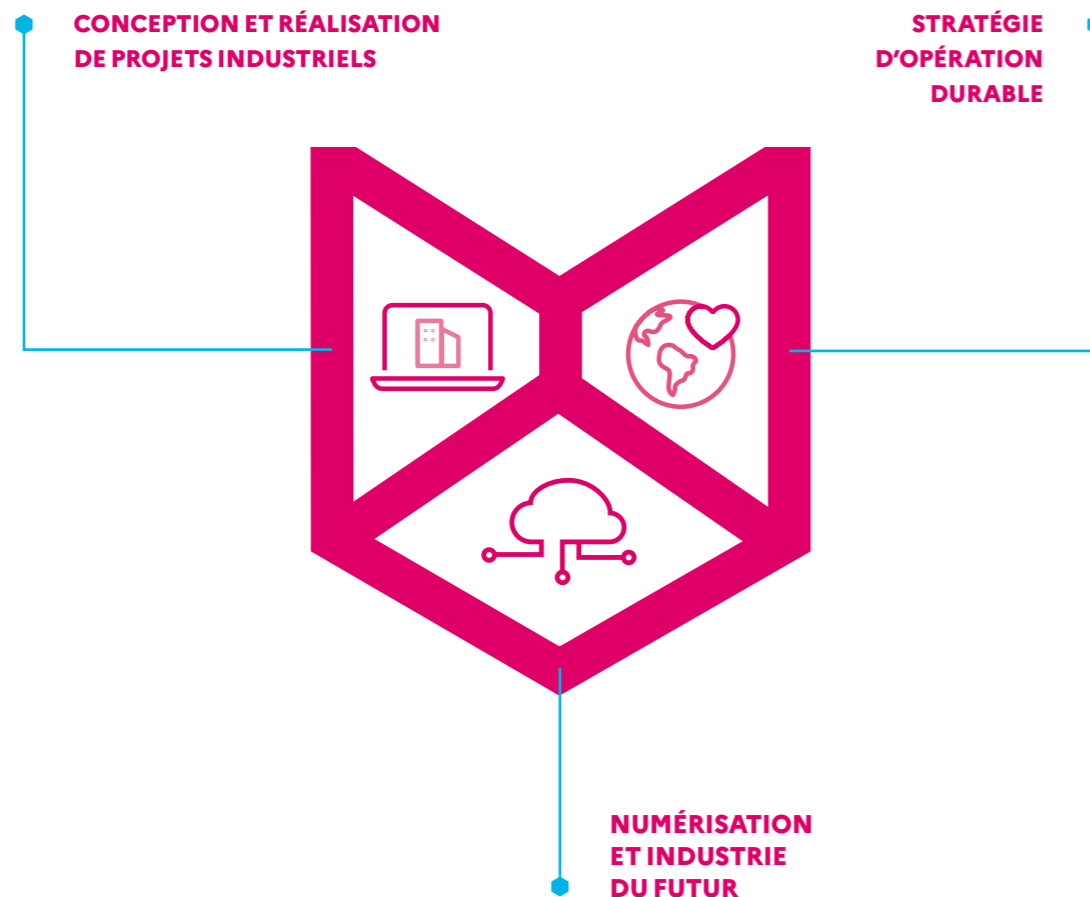 CONCEPTION ET RÉALISATION
DE PROJETS INDUSTRIELS
STRATÉGIE
D’OPÉRATION
DURABLE
NUMÉRISATION
ET INDUSTRIE
DU FUTUR